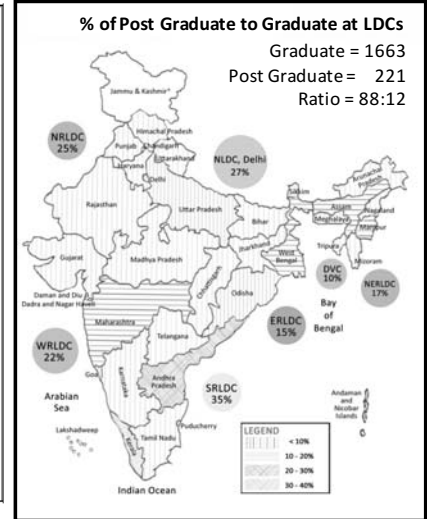 % of Post Graduate to Graduate at LDCs
Graduate = 1663
Post Graduate = 221
Ratio = 88:12
Jammu & Kashmir*
Himachal Pradesh
Punjab
Chandigarh
Uttarakhand
Haryana
Delhi
NRLDC
25%
NLDC, Delhi
27%
Arunachal
Pradesh
Sikkim
Rajasthan
Uttar Pradesh
Assam
Nagaland
Meghalaya
Manipur
Bihar
Jharkhand
West
Bengal
Tripura
Mizoram
Gujarat
Madhya Pradesh
Chhattisgarh
DVC
10%
NERLDC
17%
Daman and Diu
Dadra and Nagar Haveli
Odisha
Maharashtra
ERLDC
15%
Bay
of
Bengal
Telangana
WRLDC
22%
Goa
Karnataka
Andhra
Pradesh
SRLDC
35%
Arabian
Sea
Andaman
and
Nicobar
Islands
Lakshadweep
Kerala
Tamil Nadu
Puducherry
Indian Ocean
LEGEND
< 10%
10 - 20%
20 - 30%
30 - 40%